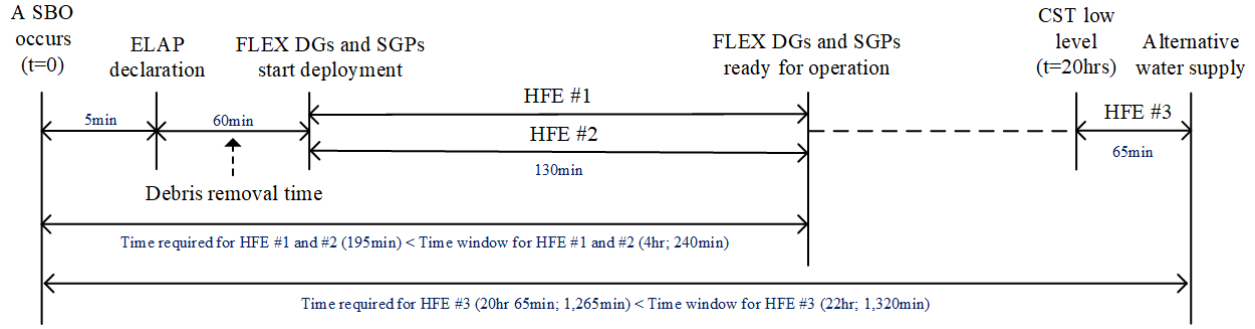 A SBO
occurs
(t=0)
ELAP
declaration
FLEX DGs and SGPs
start deployment
FLEX DGs and SGPs
ready for operation
CST low
level
(t=20hrs)
Alternative
water supply
HFE #1
5min
60min
HFE #2
HFE #3
130min
65min
Debris removal time
Time required for HFE #1 and #2 (195min) < Time window for HFE #1 and #2 (4hr; 240min)
Time required for HFE #3 (20hr 65min; 1,265min) < Time window for HFE #3 (22hr; 1,320min)